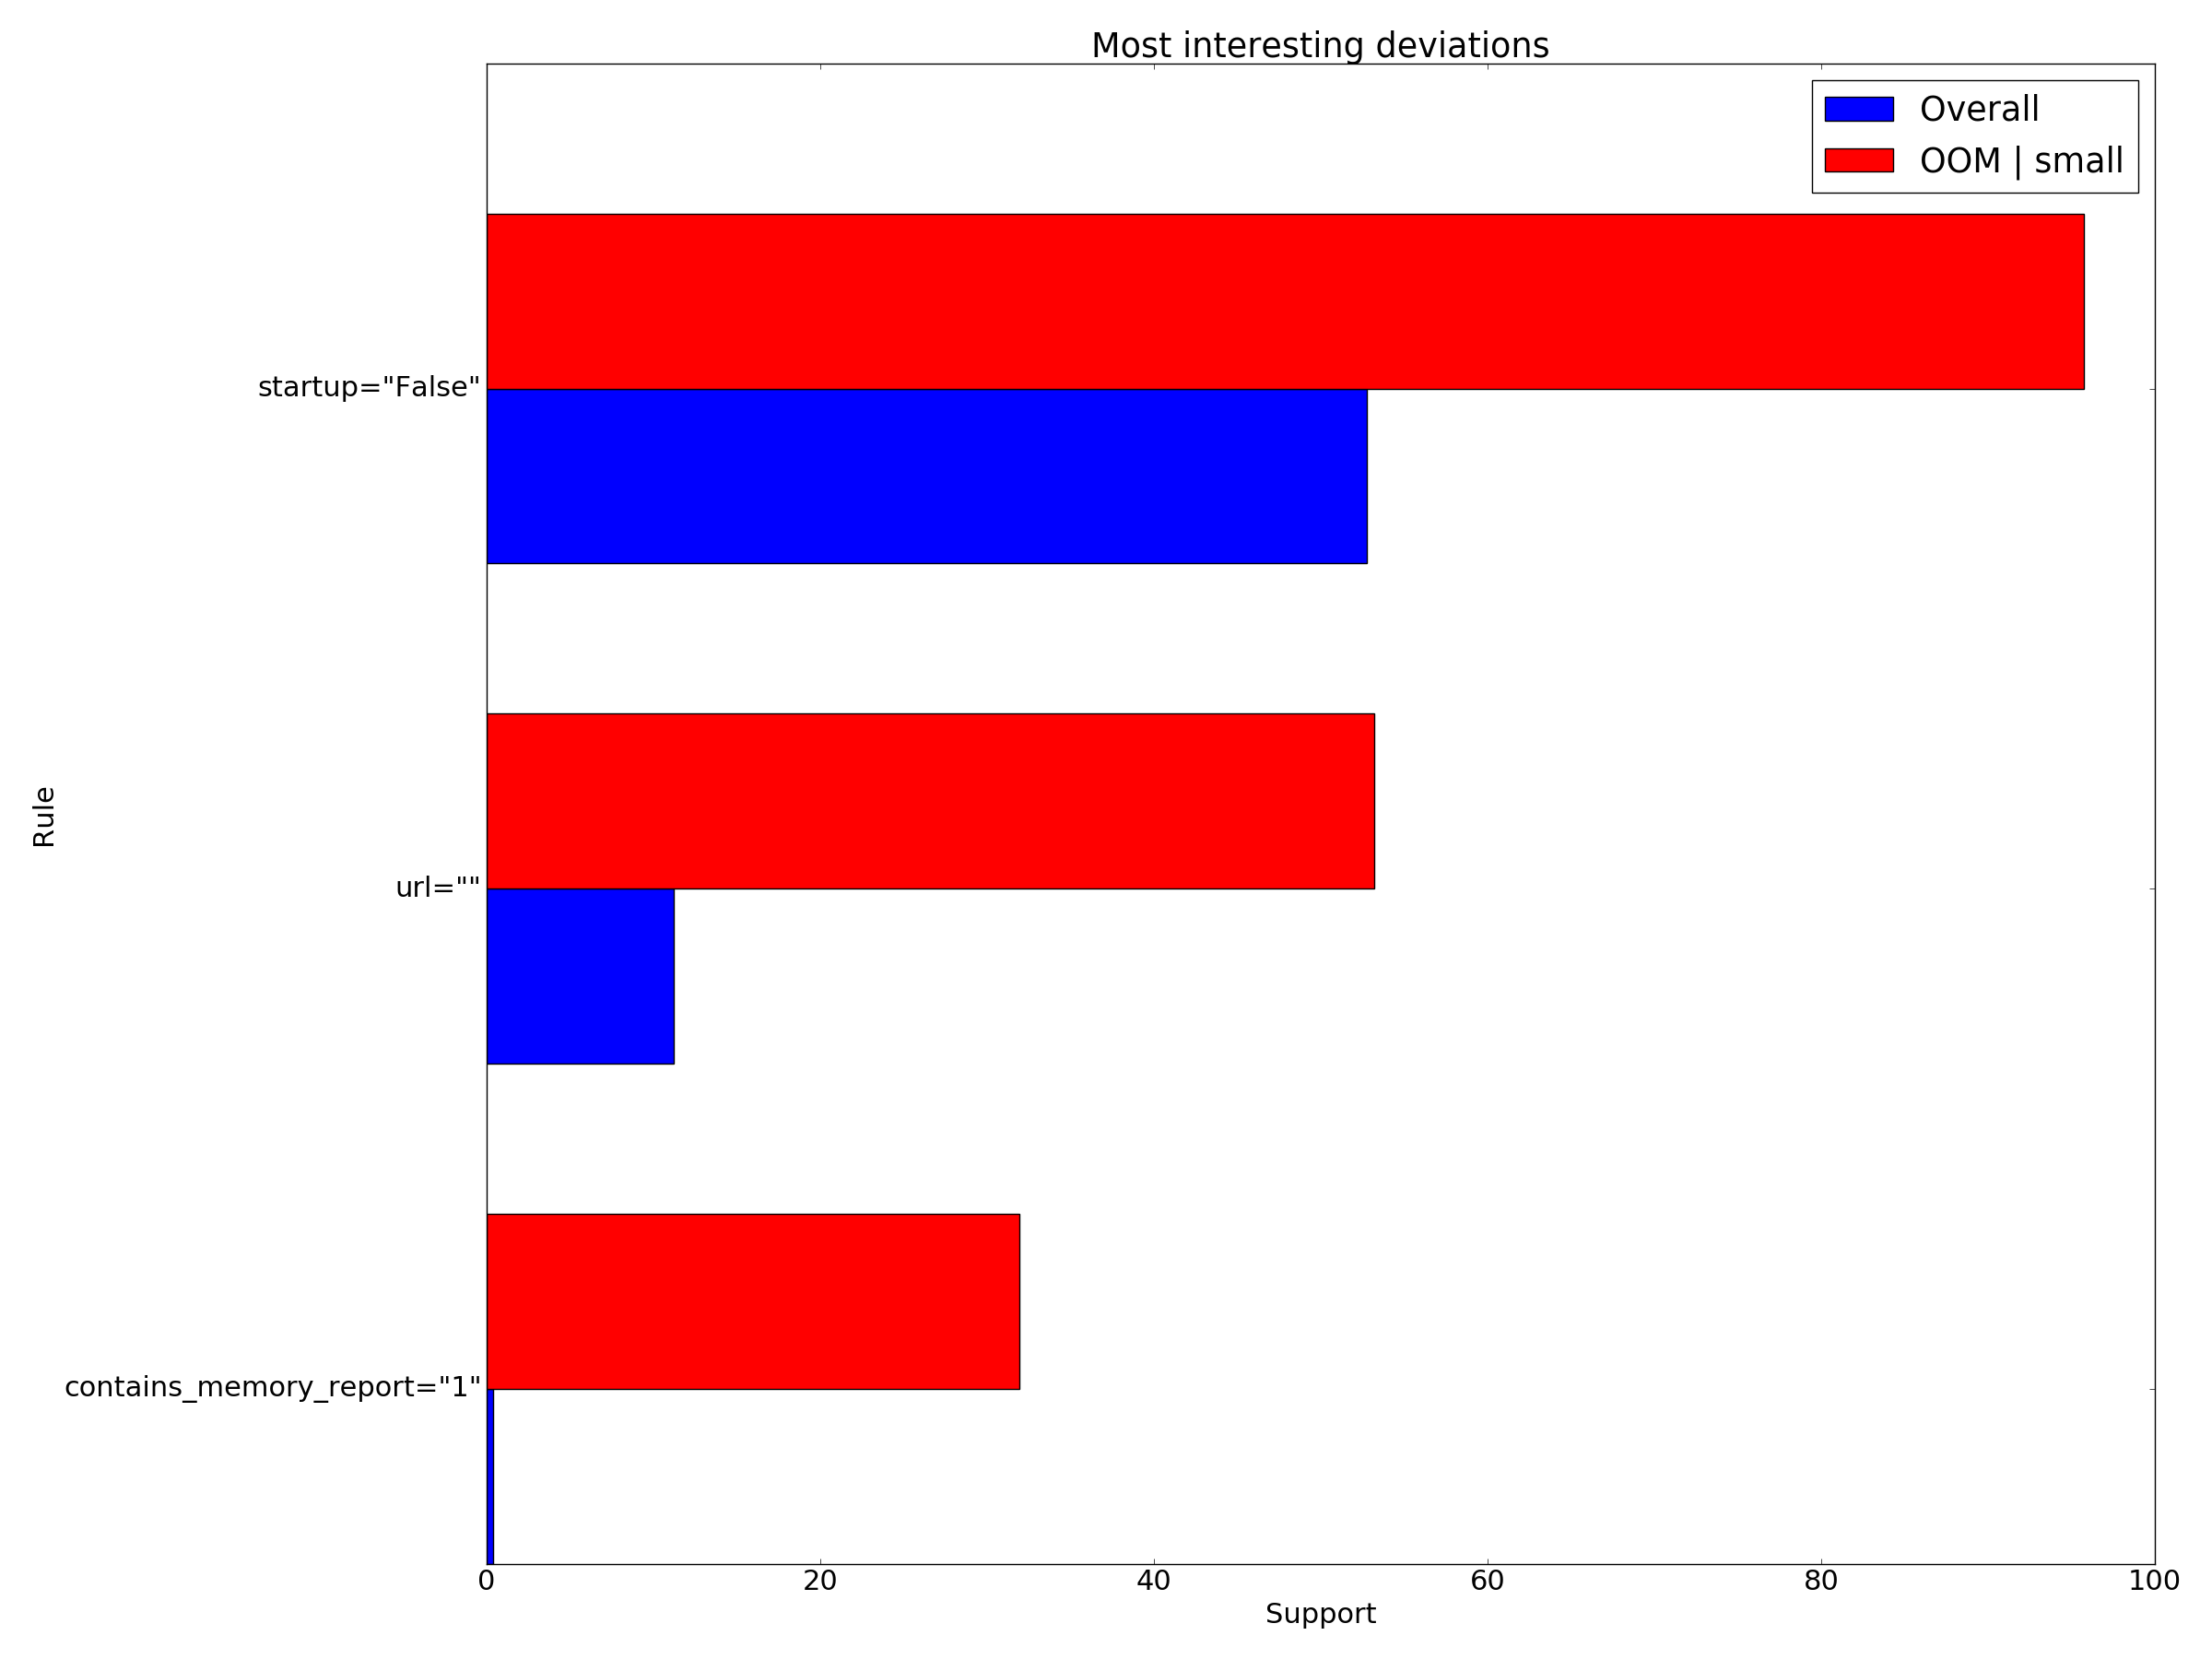 Most interesting deviations
Overall
OOM | small
startup="False"
url=""
contains_memory_report="1"
Rule
0 20 40 60 80 100
Support